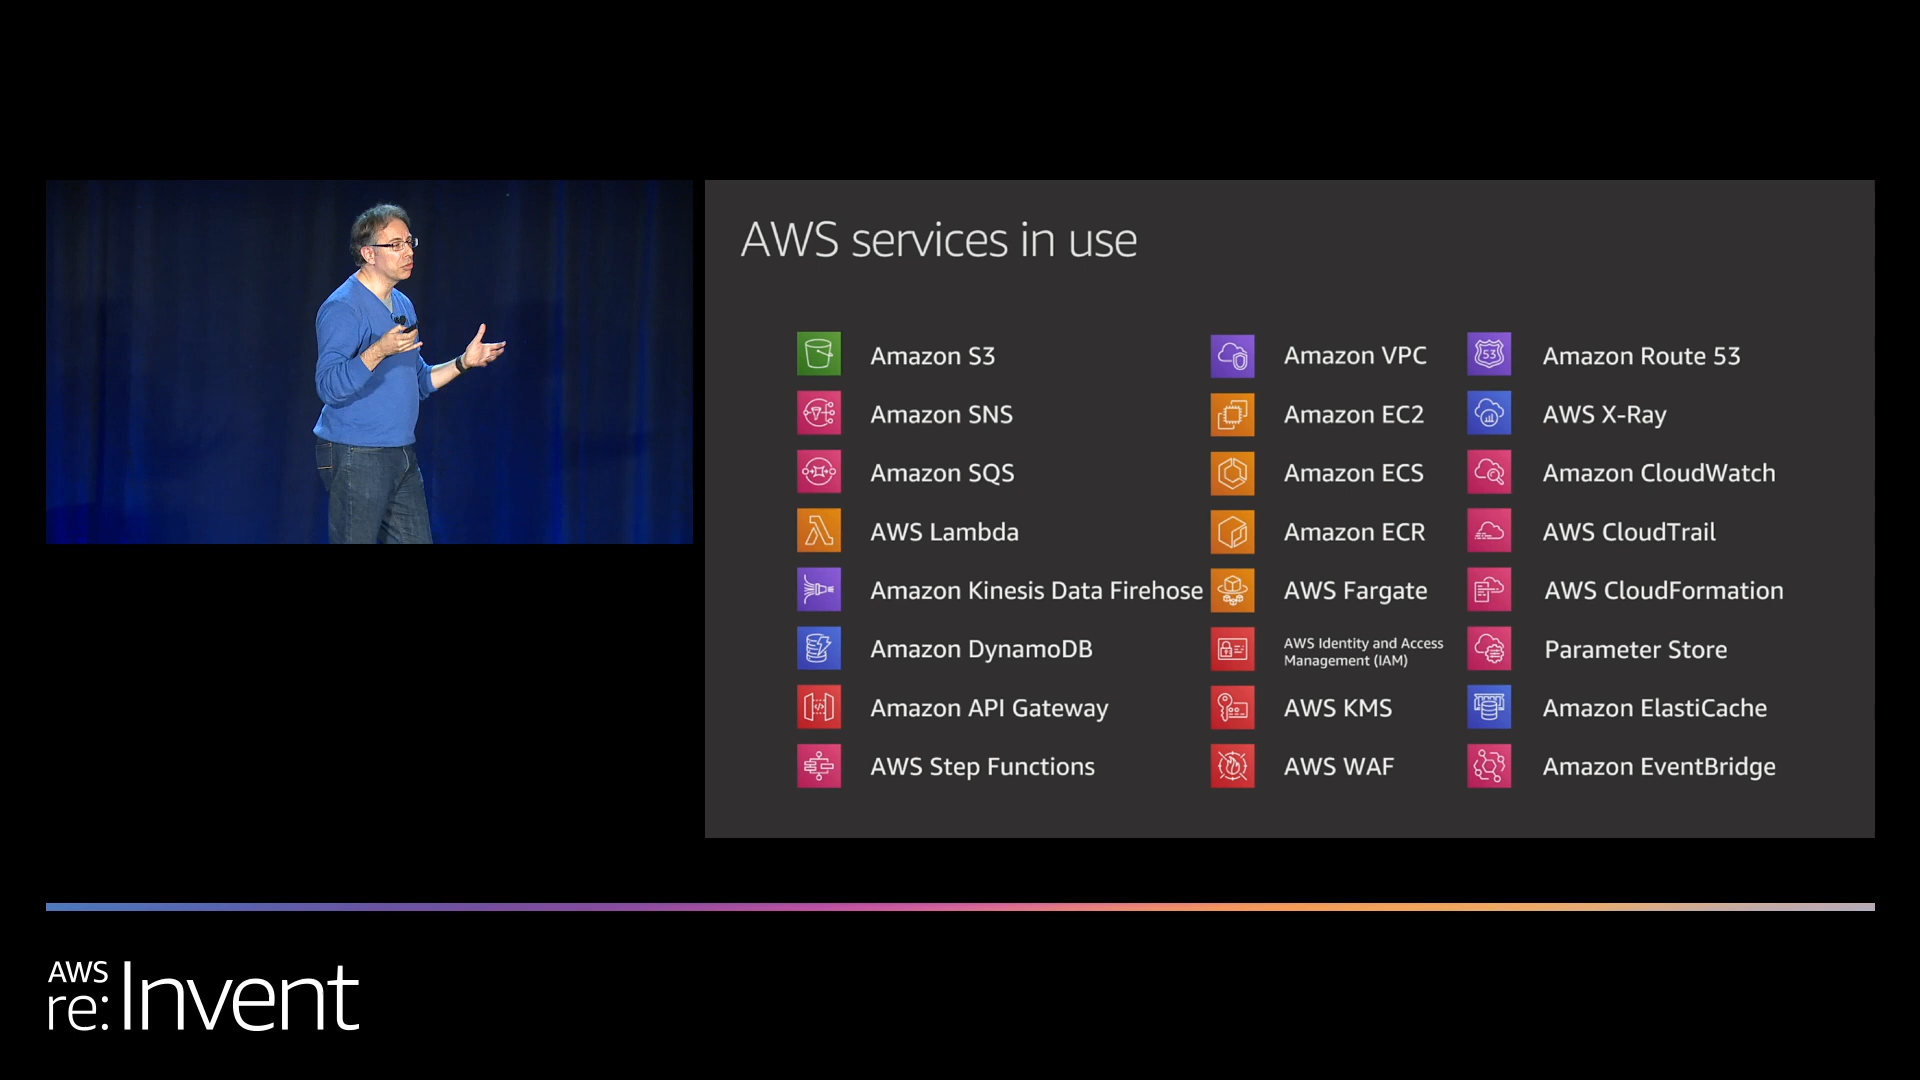 AWS services in use
Amazon S3
Amazon SNS
Amazon SQS
AWS Lambda
Amazon Kinesis Data Firehose
Amazon DynamoDB
Amazon API Gateway
AWS Step Functions
Amazon VPC
Amazon EC2
Amazon ECS
Amazon ECR
AWS Fargate
AWS Identity and Access
Management (IAM)
AWS KMS
AWS WAF
53
Amazon Route 53
AWS X-Ray
Amazon CloudWatch
AWS CloudTrail
AWS CloudFormation
Parameter Store
Amazon ElastiCache
Amazon EventBridge
AWS
re:Invent